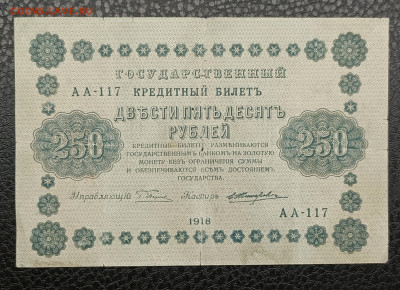 ГОСУДАРСТВЕННЫЙ
АА-117 КРЕДИТНЫЙ БИЛЕТЪ
ДВѢСТИ ПЯТЬДЕСЯТЪ
РУБЛЕЙ
250 250
КРЕДИТНЫЕ БИЛЕТЫ РАЗМѢНИВАЮТСЯ
ГОСУДАРСТВЕННЫМЪ БАНКОМЪ НА ЗОЛОТУЮ
МОНЕТУ БЕЗЪ ОГРАНИЧЕНІЯ СУММЫ
И ОБЕЗПЕЧИВАЮТСЯ ВСѢМЪ ДОСТОЯНІЕМЪ
ГОСУДАРСТВА.
Управляющій Кассиръ
АА-117
1918